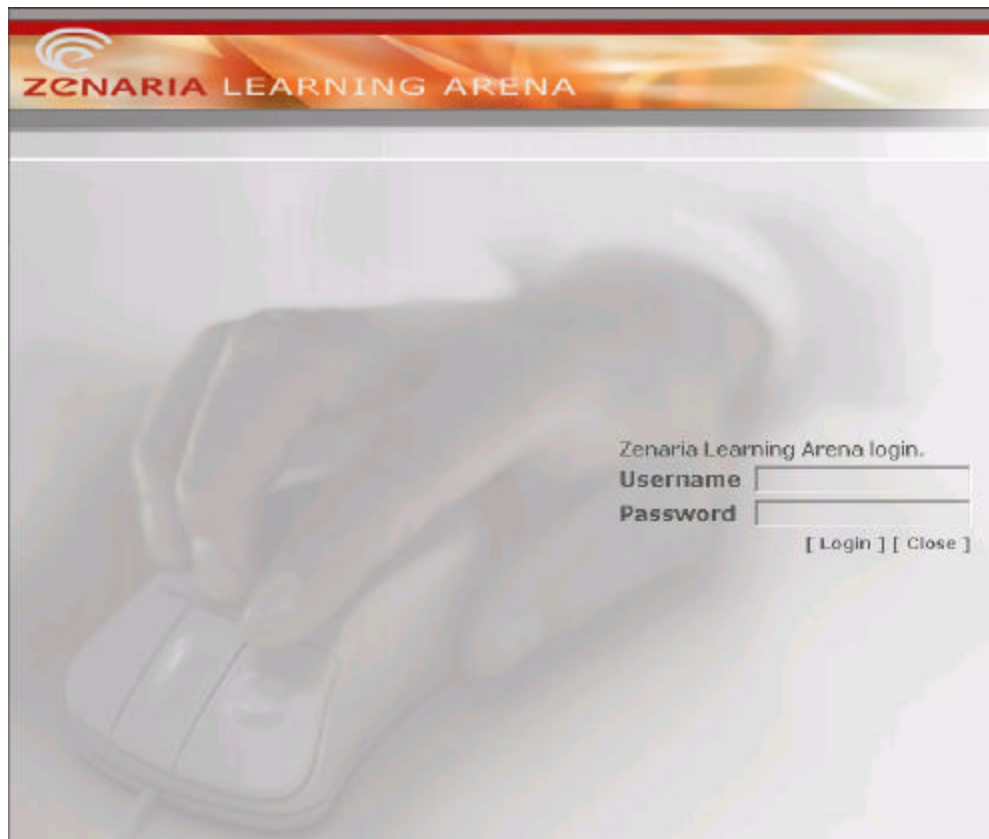 ZENARIA LEARNING ARENA
Zenaria Learning Arena login.
Username
Password
[ Login ] [ Close ]